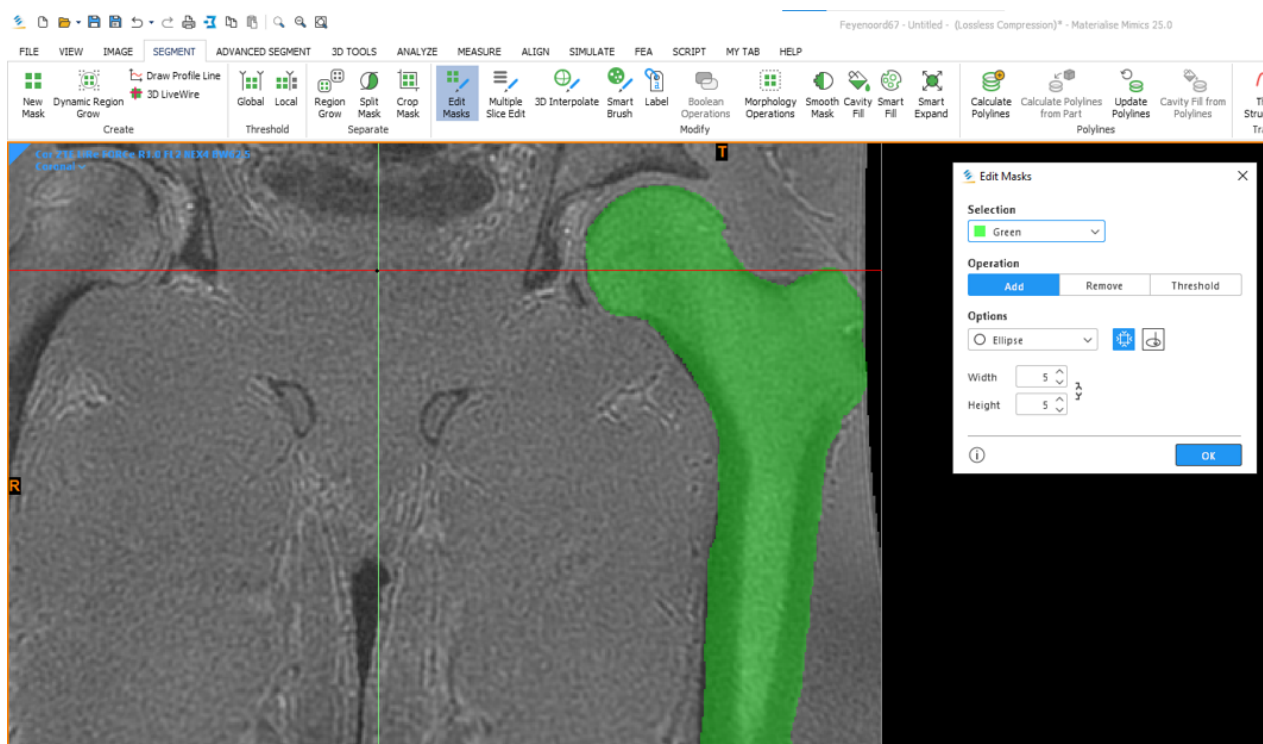 Feyenoord67 - Untitled - (Lossless Compression)* - Materialise Mimics 25.0
FILE VIEW IMAGE SEGMENT ADVANCED SEGMENT 3D TOOLS ANALYZE MEASURE ALIGN SIMULATE FEA SCRIPT MY TAB HELP
New Mask
Dynamic Region Grow
Draw Profile Line
3D LiveWire
Create
Global
Local
Threshold
Region Grow
Split Mask
Crop Mask
Separate
Edit Masks
Multiple Slice Edit
3D Interpolate
Smart Brush
Label
Boolean Operations
Morphology Operations
Smooth Mask
Cavity Fill
Smart Fill
Smart Expand
Modify
Calculate Polylines
Calculate Polylines from Part
Update Polylines
Cavity Fill from Polylines
Polylines
T
R
Coronal
Edit Masks
Selection
Green
Operation
Add Remove Threshold
Options
Ellipse
Width 5
Height 5
OK